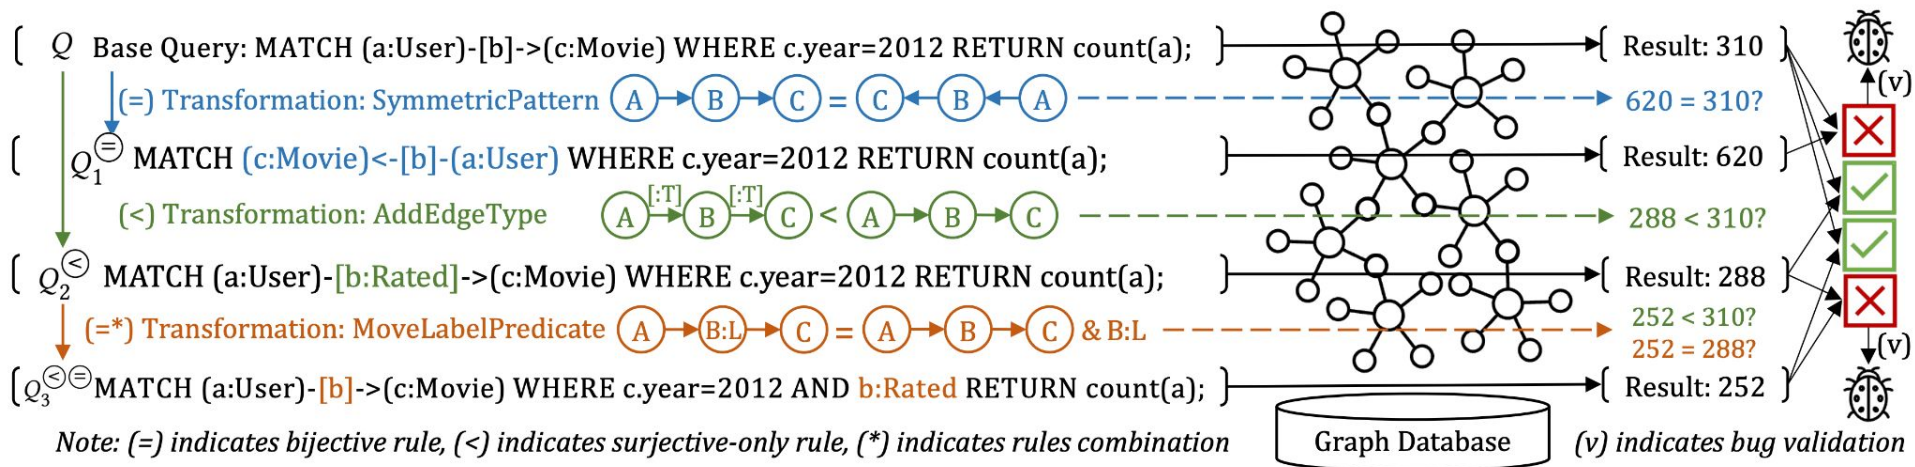 Q Base Query: MATCH (a:User)-[b]->(c:Movie) WHERE c.year=2012 RETURN count(a); Result: 310
(v)
(=) Transformation: SymmetricPattern A B C = C B A 620 = 310?
Q1(=) MATCH (c:Movie)<-[b]-(a:User) WHERE c.year=2012 RETURN count(a); Result: 620
(<) Transformation: AddEdgeType A [:T] B [:T] C < A B C 288 < 310?
Q2(<) MATCH (a:User)-[b:Rated]->(c:Movie) WHERE c.year=2012 RETURN count(a); Result: 288
(=*) Transformation: MoveLabelPredicate A B:L C = A B C & B:L 252 < 310?
252 = 288?
(v)
Q3(<)(=) MATCH (a:User)-[b]->(c:Movie) WHERE c.year=2012 AND b:Rated RETURN count(a); Result: 252
Note: (=) indicates bijective rule, (<) indicates surjective-only rule, (*) indicates rules combination Graph Database (v) indicates bug validation